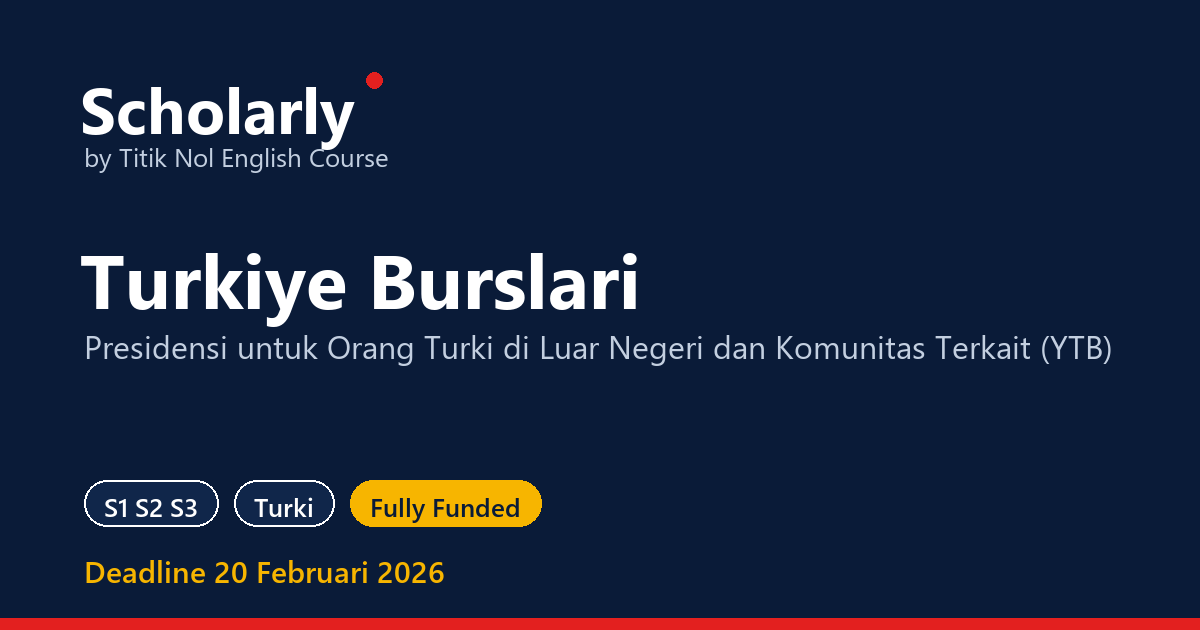 Scholarly
by Titik Nol English Course
Turkiye Burslari
Presidensi untuk Orang Turki di Luar Negeri dan Komunitas Terkait (YTB)
S1 S2 S3
Turki
Fully Funded
Deadline 20 Februari 2026